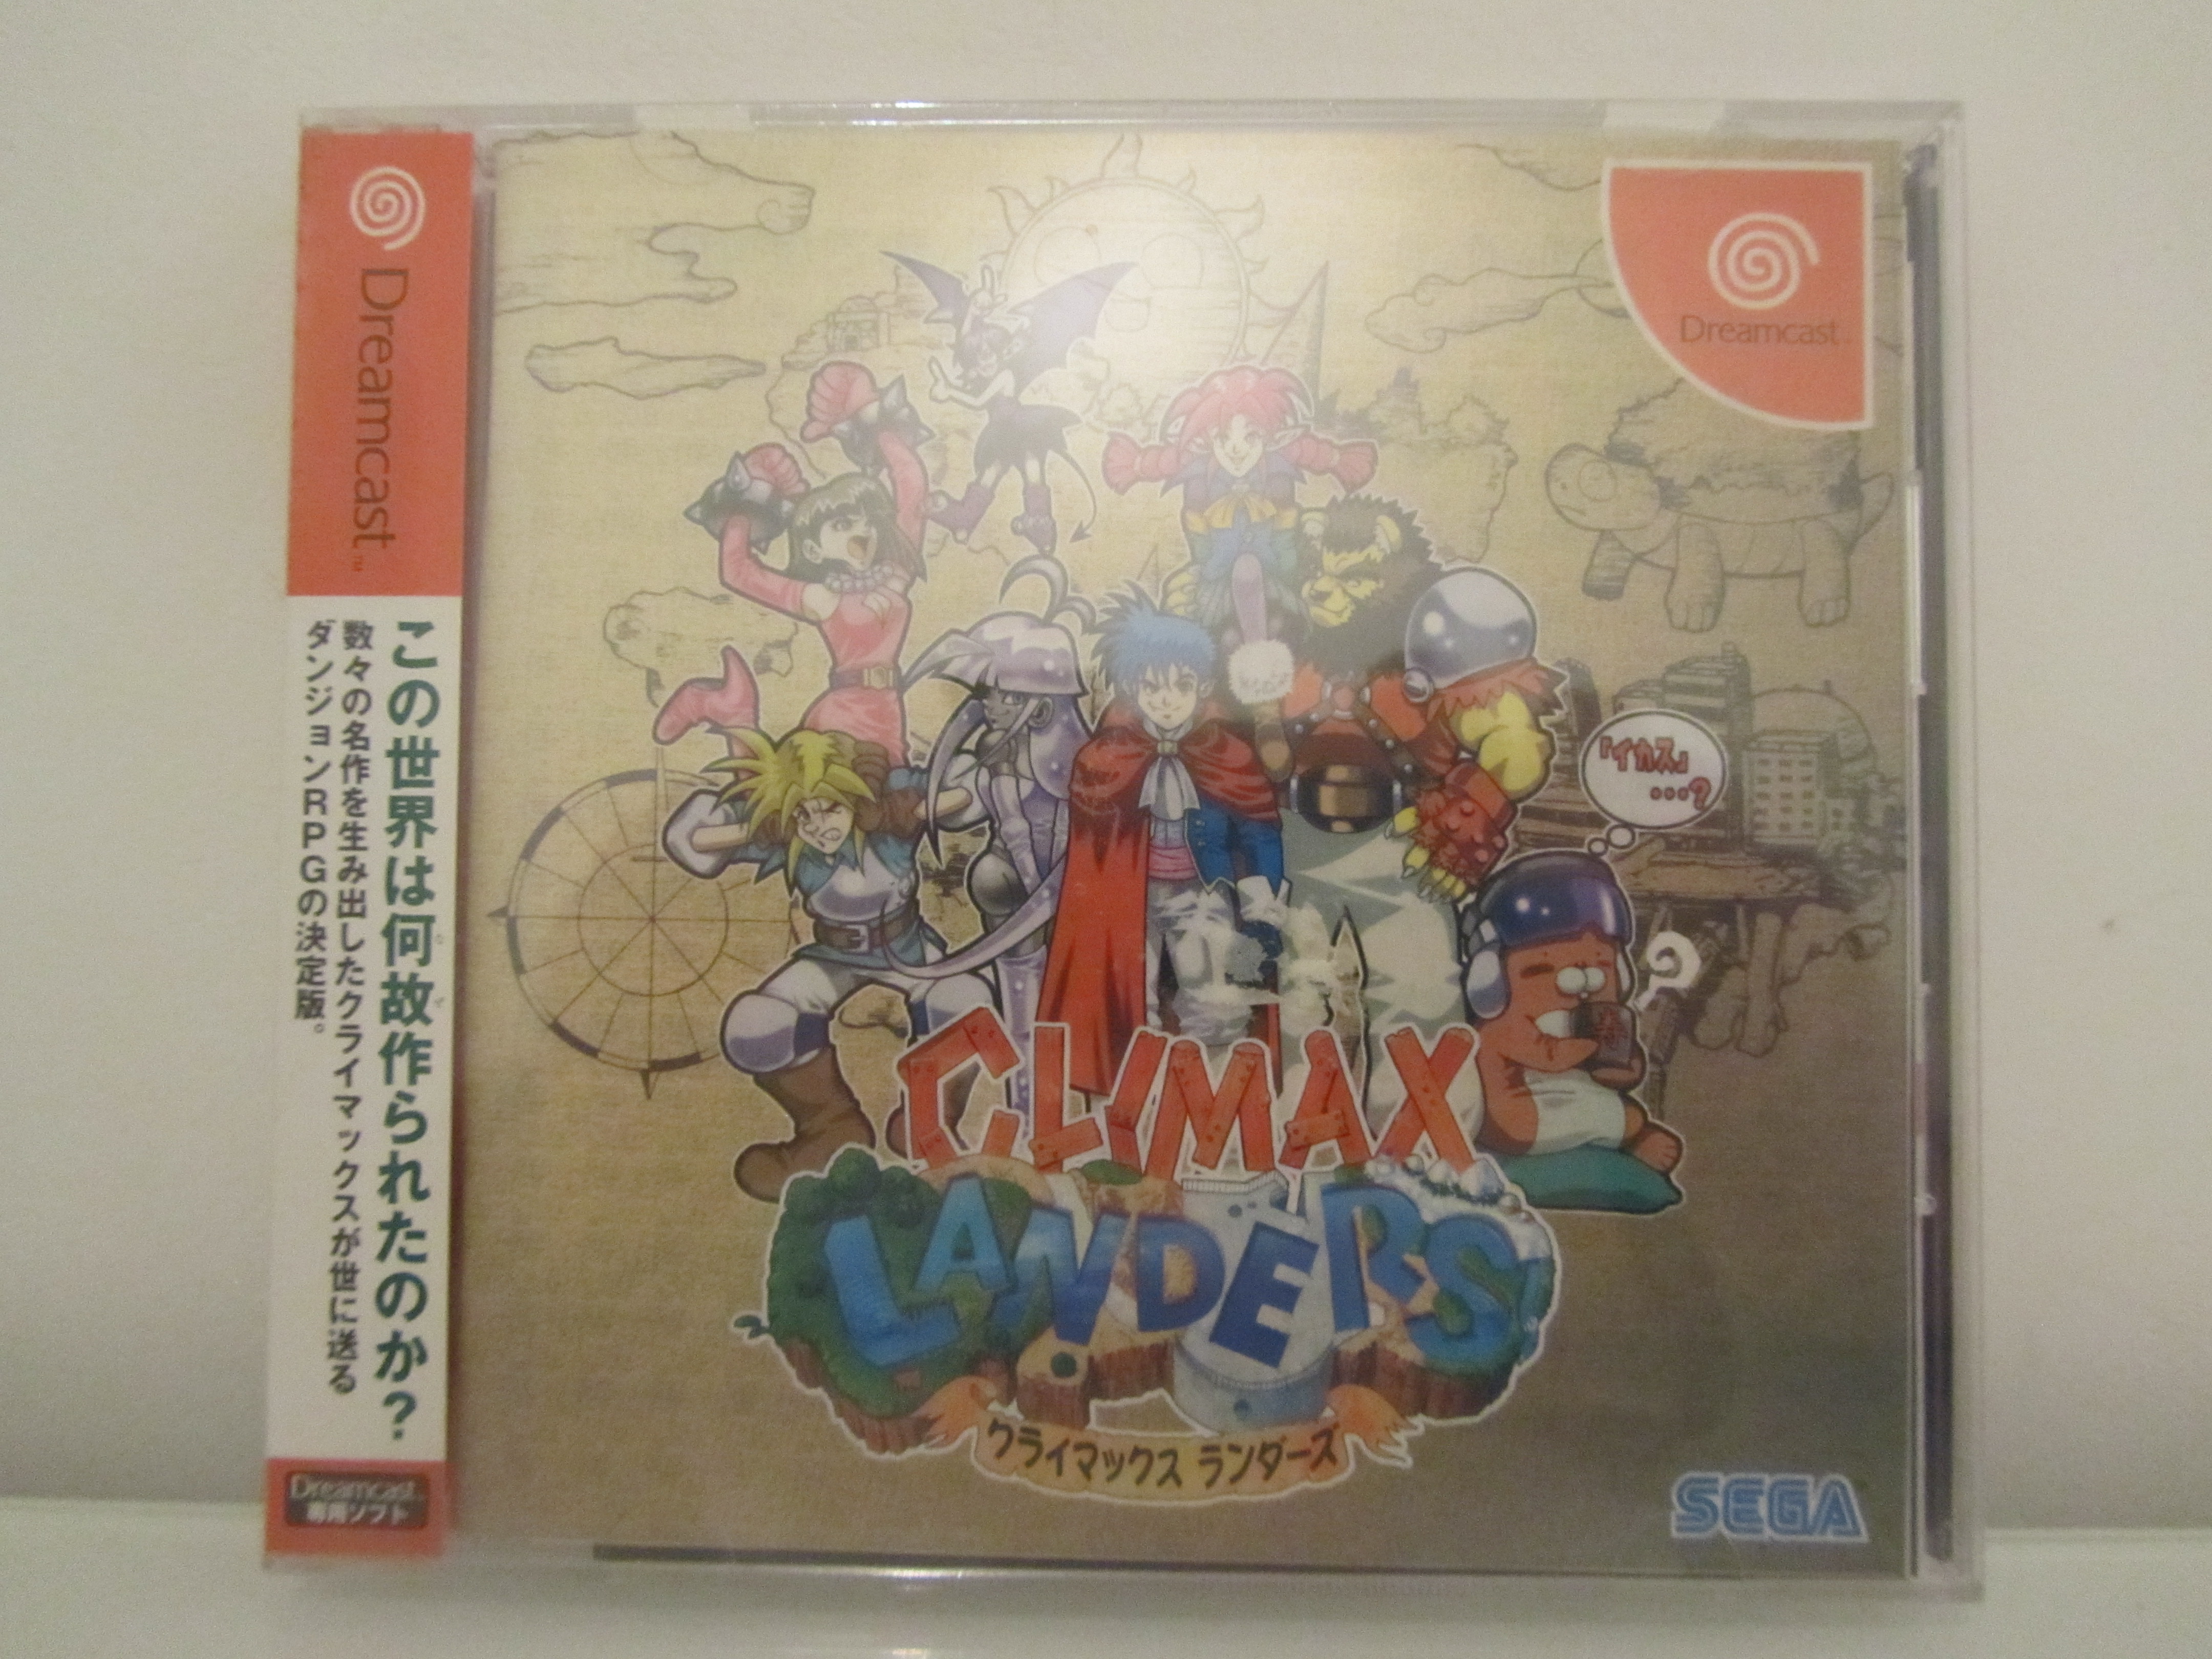 Dreamcast™
この世界は何故作られたのか?
数々の名作を生み出したクライマックスが世に送る
ダンジョンRPGの決定版。
Dreamcast
専用ソフト
Dreamcast
『イカス』
…?
?
CLIMAX
LANDERS
クライマックス ランダーズ
SEGA